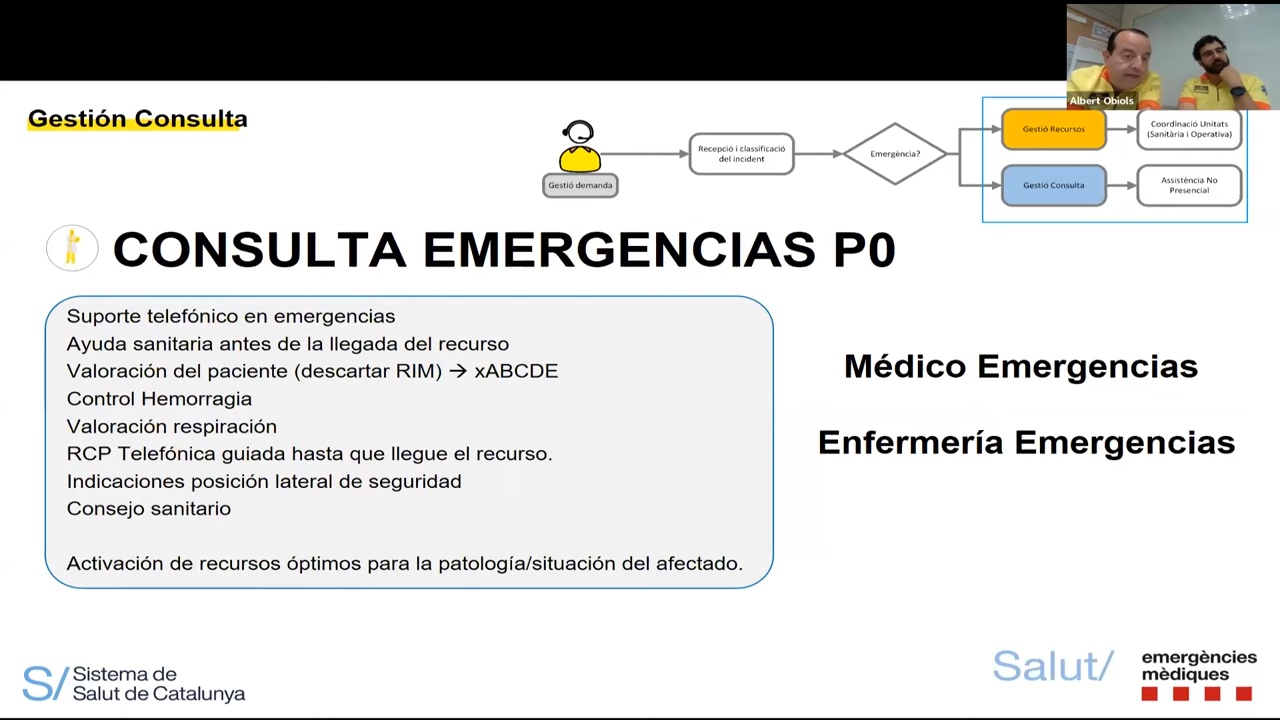 Albert Obiols
Gestión Consulta
Gestió demanda
Recepció i classificació
del incident
Emergència?
Gestió Recursos
Coordinació Unitats
(Sanitària i Operativa)
Gestió Consulta
Assistència No
Presencial
CONSULTA EMERGENCIAS P0
Suporte telefónico en emergencias
Ayuda sanitaria antes de la llegada del recurso
Valoración del paciente (descartar RIM) → xABCDE
Control Hemorragia
Valoración respiración
RCP Telefónica guiada hasta que llegue el recurso.
Indicaciones posición lateral de seguridad
Consejo sanitario
Activación de recursos óptimos para la patología/situación del afectado.
Médico Emergencias
Enfermería Emergencias
S/ Sistema de
Salut de Catalunya
Salut/
emergències
mèdiques